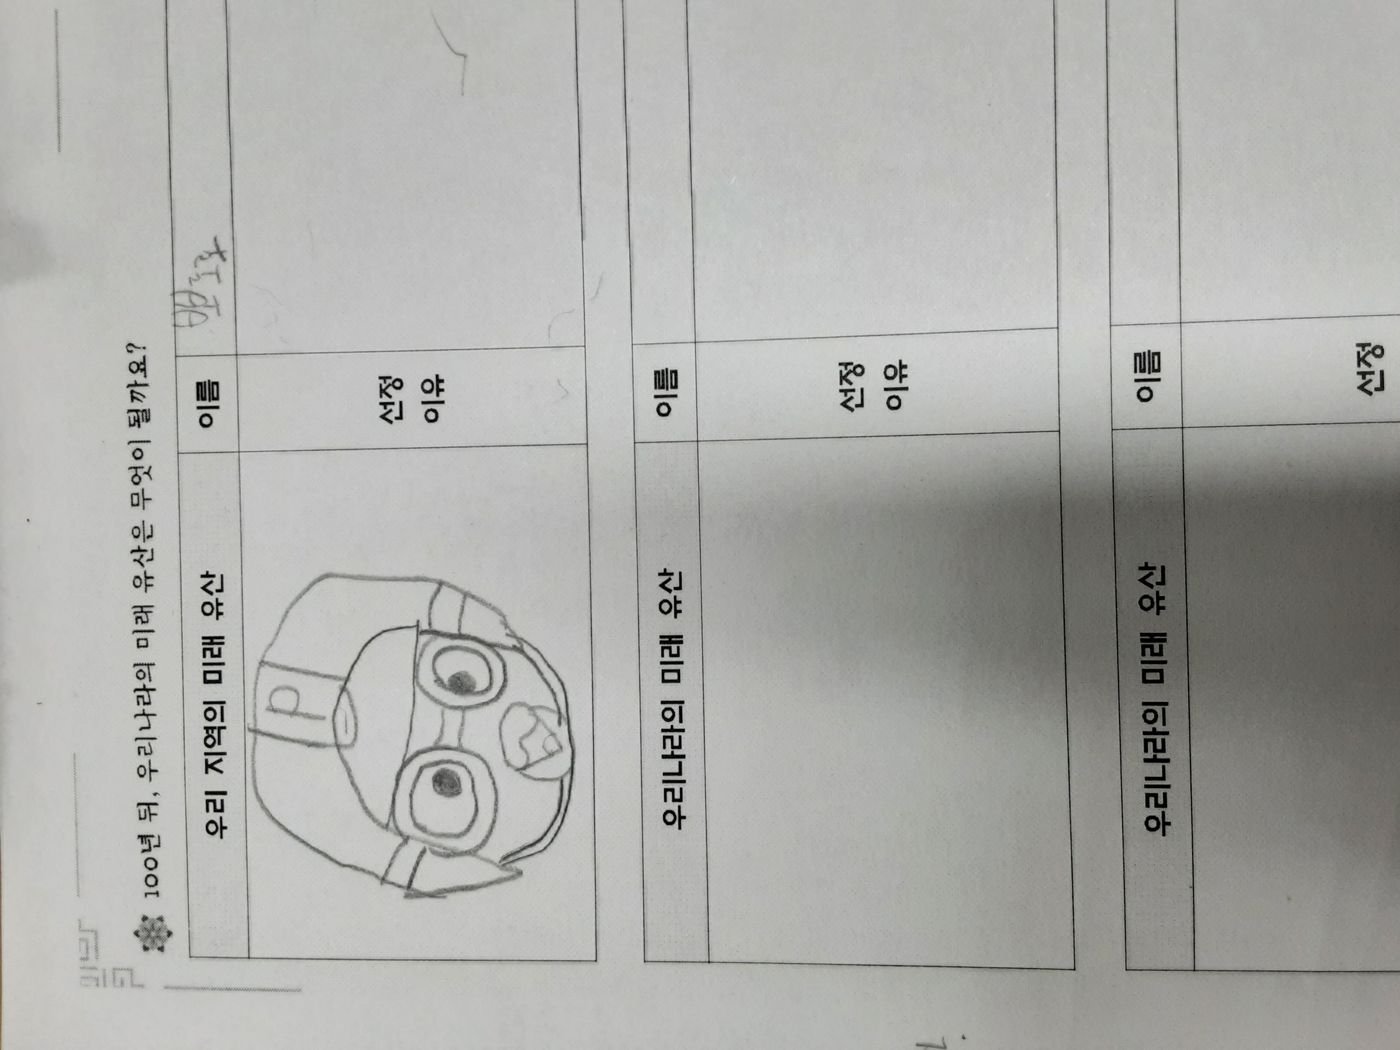 100년 뒤, 우리나라의 미래 유산은 무엇이 될까요?
우리 지역의 미래 유산 이름
P
선정
이유
우리나라의 미래 유산 이름
선정
이유
우리나라의 미래 유산 이름
선정